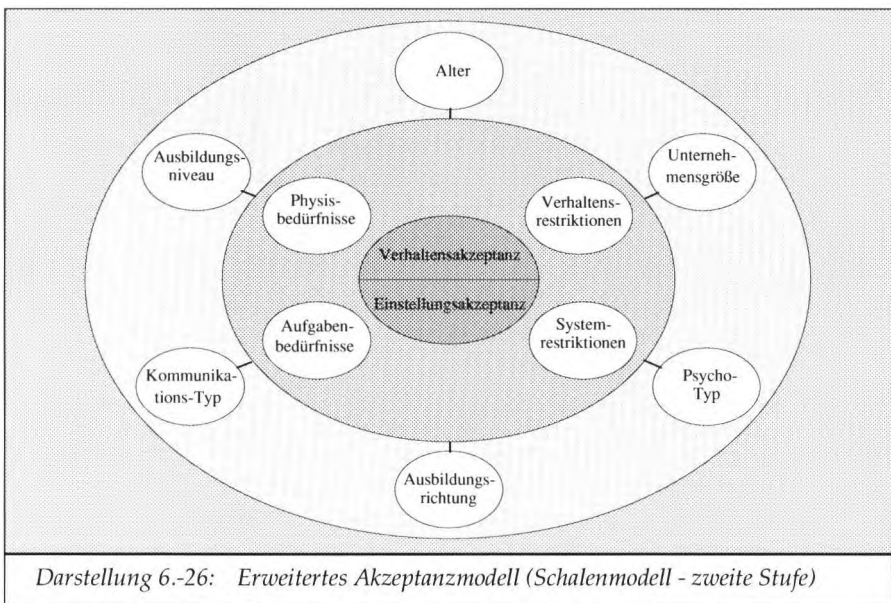 Alter
Ausbildungs-
niveau
Unterneh-
mensgröße
Physis-
bedürfnisse
Verhaltens-
restriktionen
Verhaltensakzeptanz
Einstellungsakzeptanz
Aufgaben-
bedürfnisse
System-
restriktionen
Kommunika-
tions-Typ
Psycho-
Typ
Ausbildungs-
richtung
Darstellung 6.-26: Erweitertes Akzeptanzmodell (Schalenmodell - zweite Stufe)